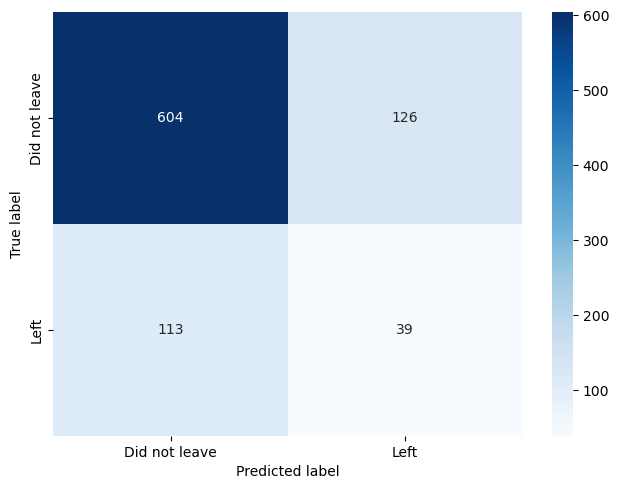 600
604
126
Did not leave
500
400
True label
300
113
39
Left
200
100
Did not leave
Left
Predicted label